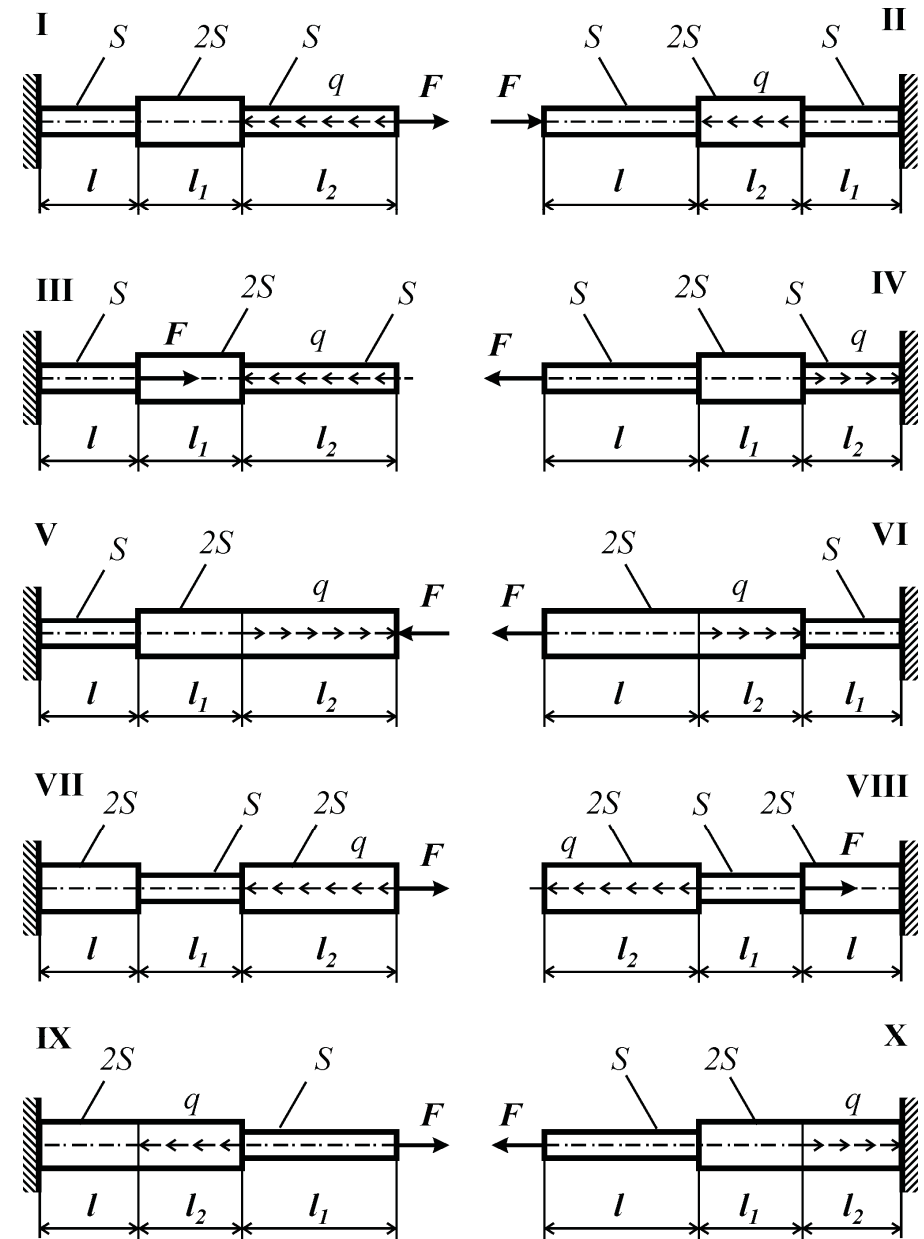 I II
S 2S S S 2S S
q F F q
l l₁ l₂ l l₂ l₁
III IV
S 2S S S 2S S
F q F q
l l₁ l₂ l l₁ l₂
V VI
S 2S 2S S
q F F q
l l₁ l₂ l l₂ l₁
VII VIII
2S S 2S 2S S 2S
q F q F
l l₁ l₂ l₂ l₁ l
IX X
2S S S 2S
q F F q
l l₂ l₁ l l₁ l₂